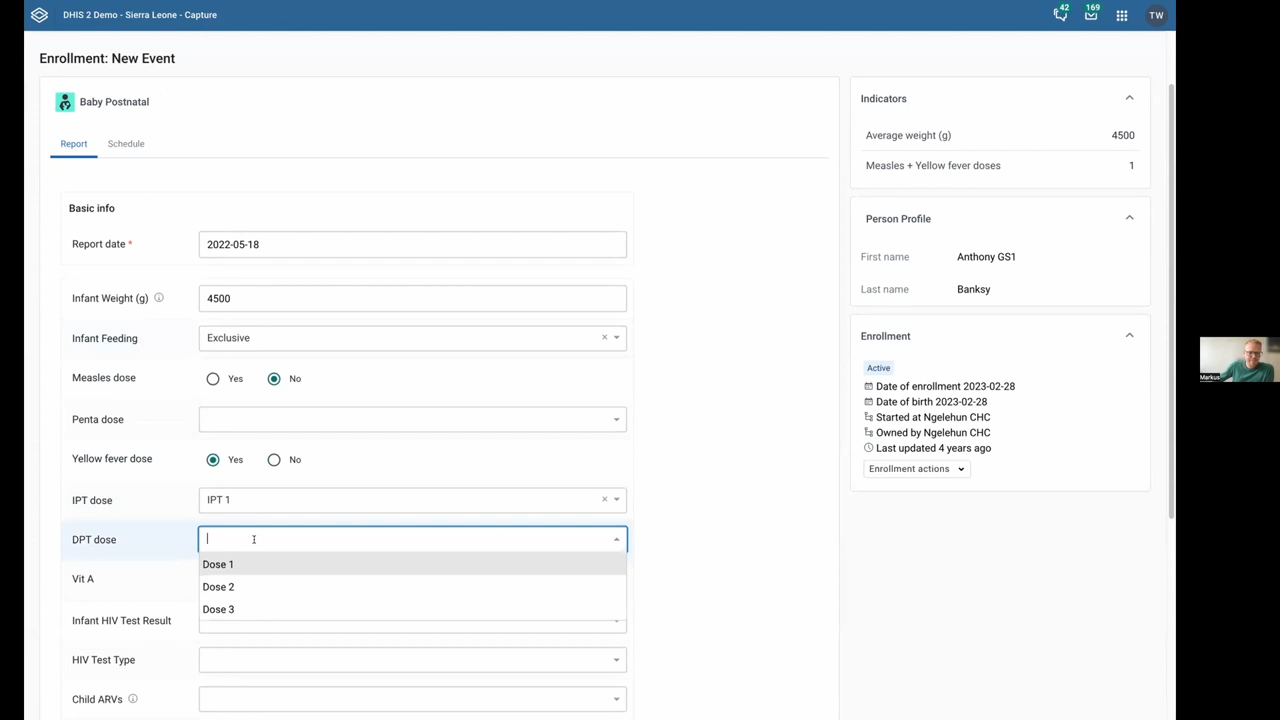 DHIS 2 Demo - Sierra Leone - Capture
42
169
TW
Enrollment: New Event
Baby Postnatal
Report Schedule
Basic info
Report date * 2022-05-18
Infant Weight (g) 4500
Infant Feeding Exclusive
Measles dose Yes No
Penta dose
Yellow fever dose Yes No
IPT dose IPT 1
DPT dose
Dose 1
Vit A
Dose 2
Dose 3
Infant HIV Test Result
HIV Test Type
Child ARVs
Indicators
Average weight (g) 4500
Measles + Yellow fever doses 1
Person Profile
First name Anthony GS1
Last name Banksy
Enrollment
Active
Date of enrollment 2023-02-28
Date of birth 2023-02-28
Started at Ngelehun CHC
Owned by Ngelehun CHC
Last updated 4 years ago
Enrollment actions
Markus